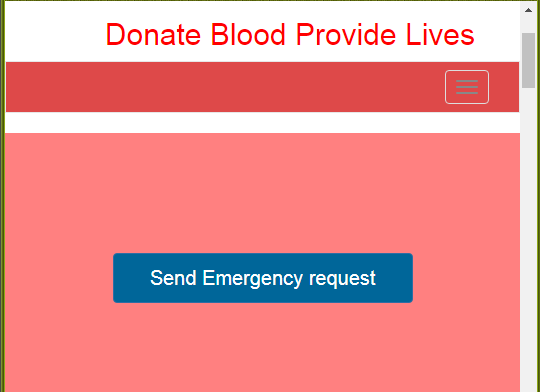 Donate Blood Provide Lives
Send Emergency request